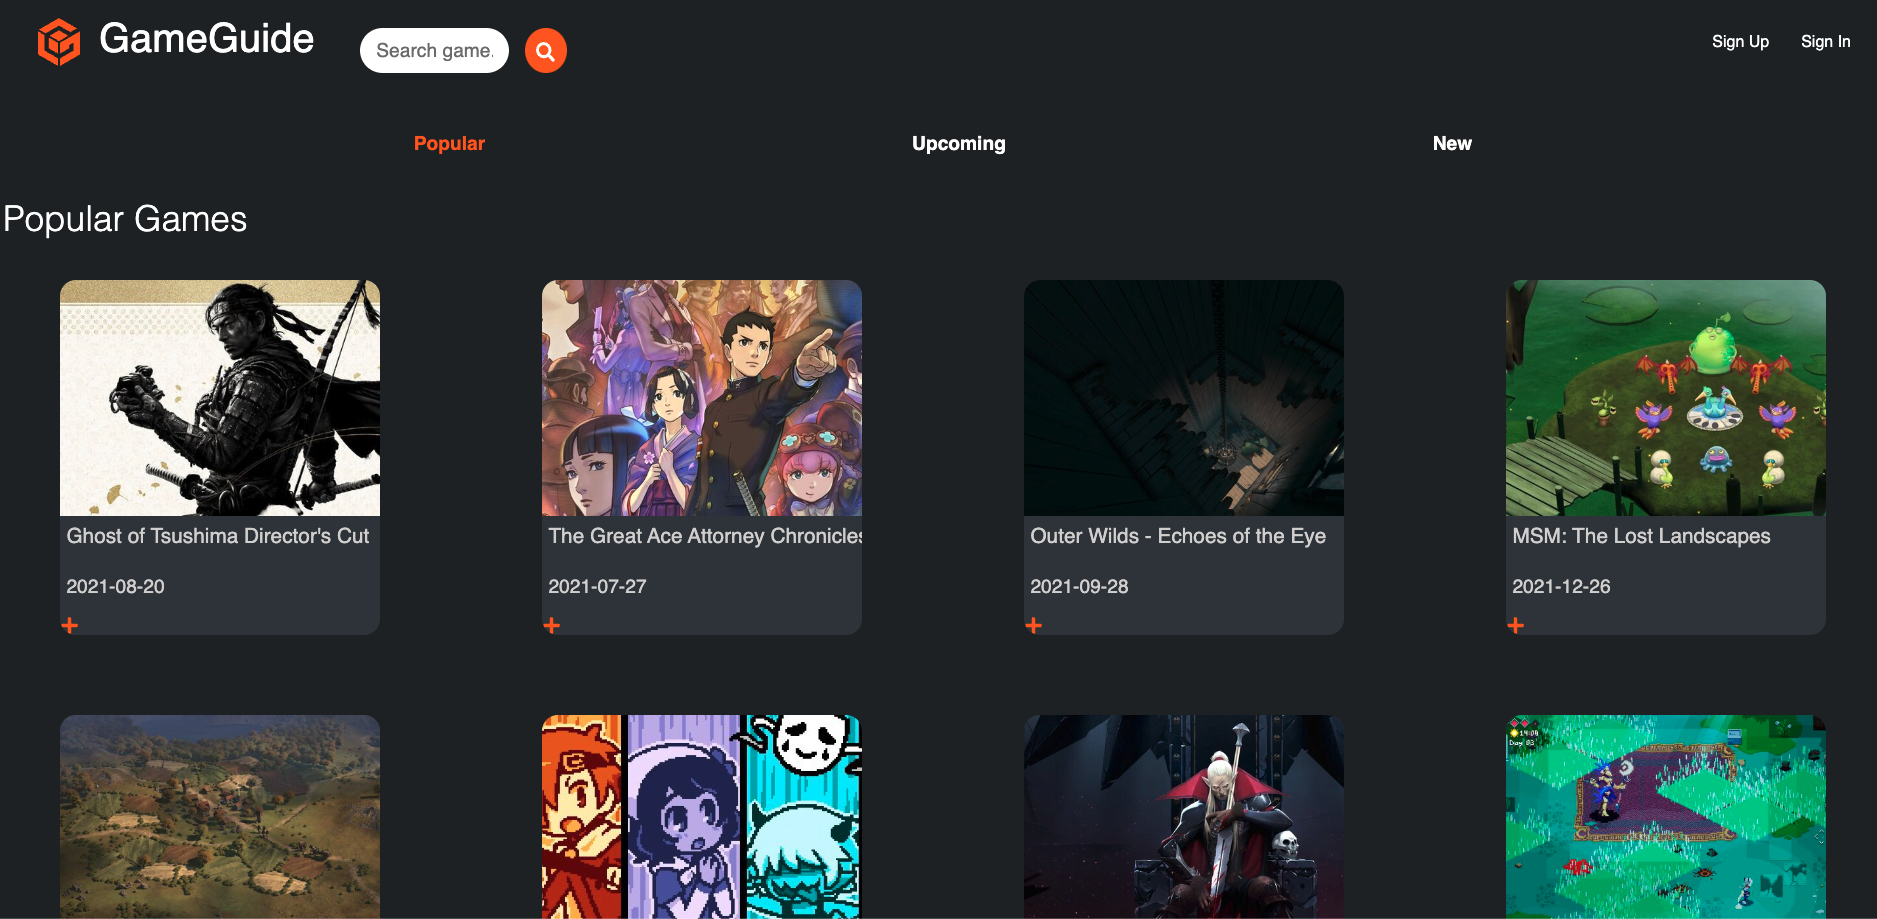 GameGuide
Search game.
Sign Up
Sign In
Popular
Upcoming
New
Popular Games
Ghost of Tsushima Director's Cut
2021-08-20
+
The Great Ace Attorney Chronicles
2021-07-27
+
Outer Wilds - Echoes of the Eye
2021-09-28
+
MSM: The Lost Landscapes
2021-12-26
+
Day 03